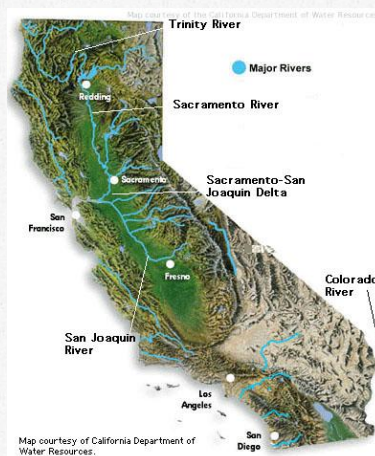 Map courtesy of the California Department of Water Resources
Trinity River
Major Rivers
Redding
Sacramento River
Sacramento
Sacramento-San
Joaquin Delta
San
Francisco
Fresno
Colorado
River
San Joaquin
River
Los
Angeles
San
Diego
Map courtesy of California Department of
Water Resources.